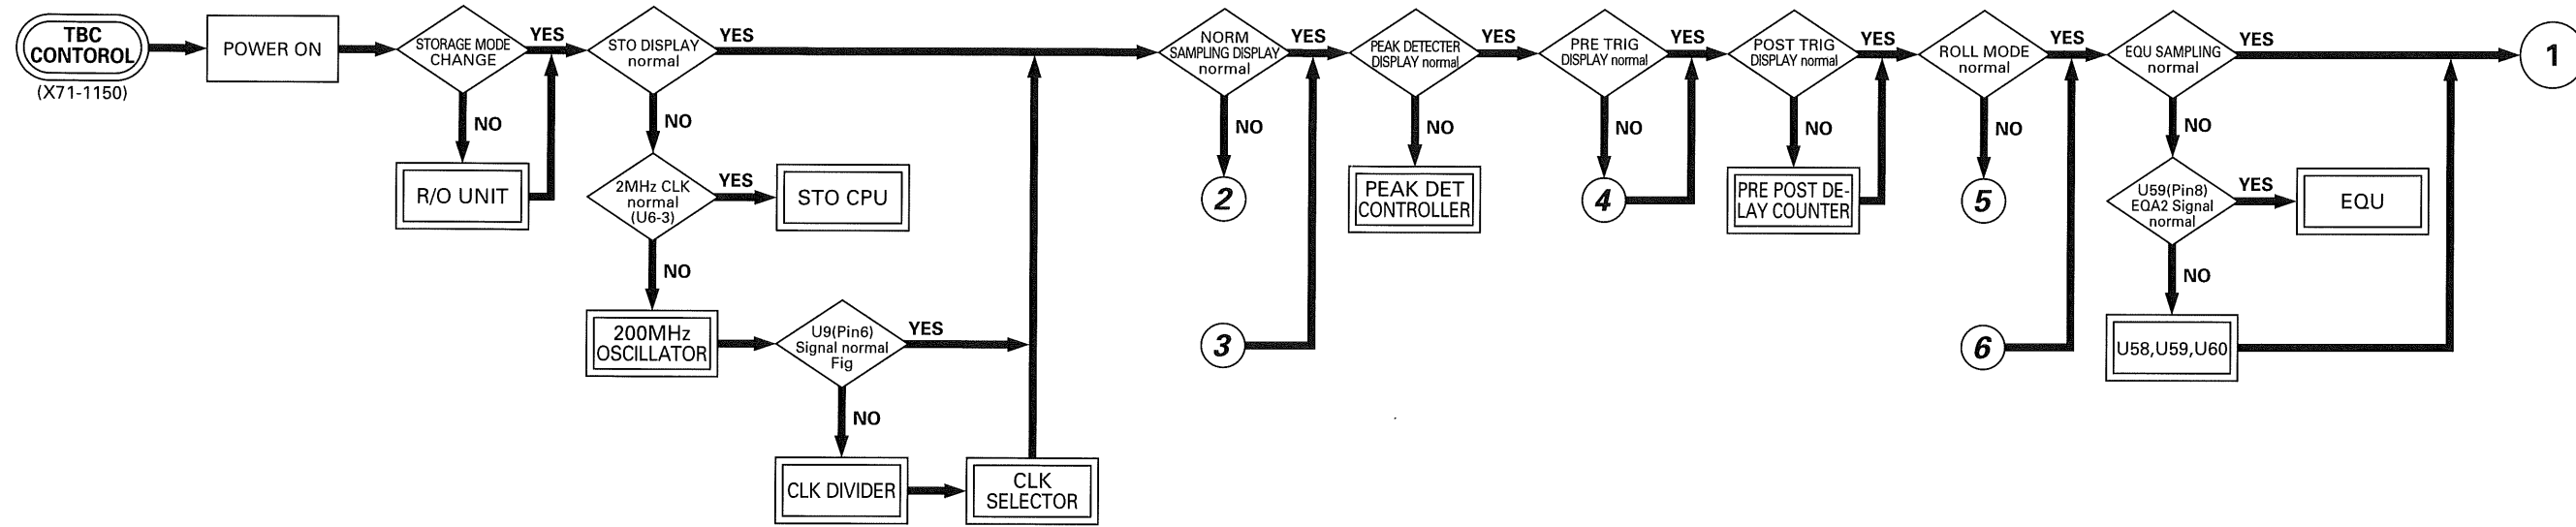 TBC
CONTOROL
(X71-1150)
POWER ON
STORAGE MODE
CHANGE
YES
NO
R/O UNIT
STO DISPLAY
normal
YES
NO
2MHz CLK
normal
(U6-3)
YES
STO CPU
NO
200MHz
OSCILLATOR
U9(Pin6)
Signal normal
Fig
YES
NO
CLK DIVIDER
CLK
SELECTOR
NORM
SAMPLING DISPLAY
normal
YES
NO
2
3
PEAK DETECTER
DISPLAY normal
YES
NO
PEAK DET
CONTROLLER
PRE TRIG
DISPLAY normal
YES
NO
4
POST TRIG
DISPLAY normal
YES
NO
PRE POST DE-
LAY COUNTER
ROLL MODE
normal
YES
NO
5
6
EQU SAMPLING
normal
YES
NO
U59(Pin8)
EQA2 Signal
normal
YES
EQU
NO
U58,U59,U60
1